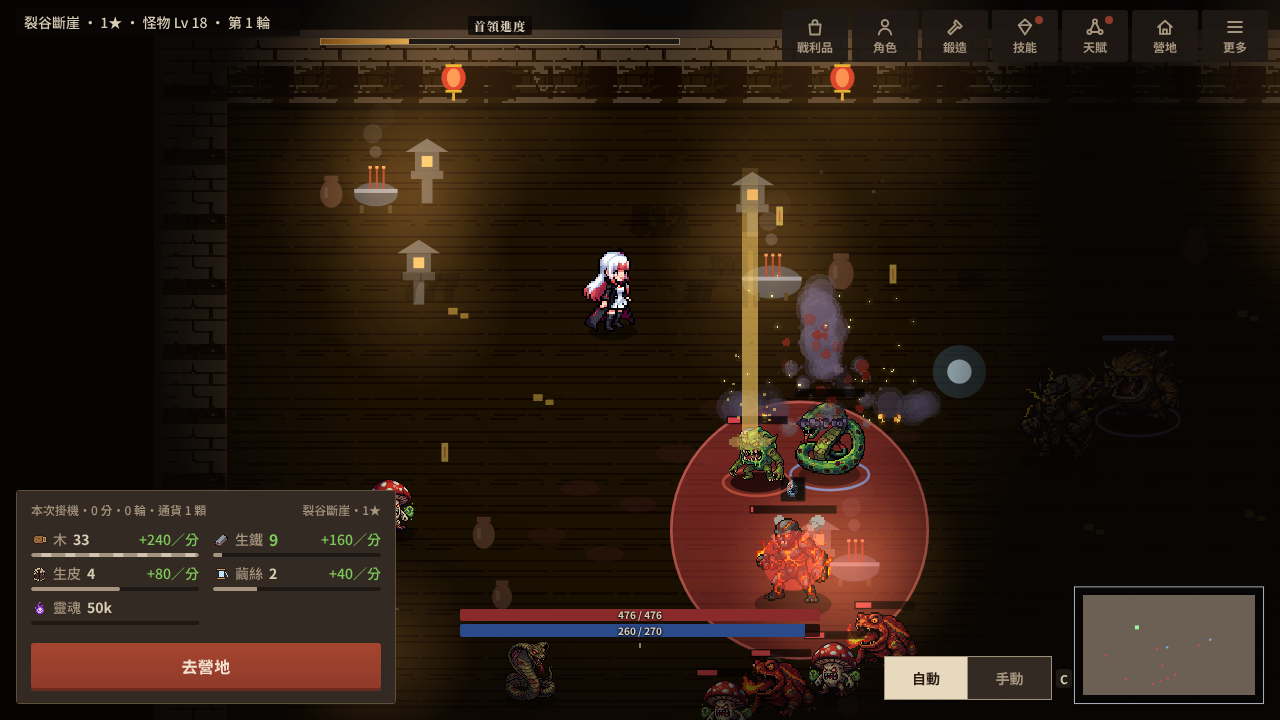 裂谷斷崖 · 1★ · 怪物 Lv 18 · 第 1 輪
首領進度
戰利品
角色
鍛造
技能
天賦
營地
更多
本次掛機·0 分·0 輪·通貨 1 顆
裂谷斷崖·1★
木 33 +240／分
生鐵 9 +160／分
生皮 4 +80／分
繭絲 2 +40／分
靈魂 50k
去營地
476 / 476
260 / 270
自動
手動
C